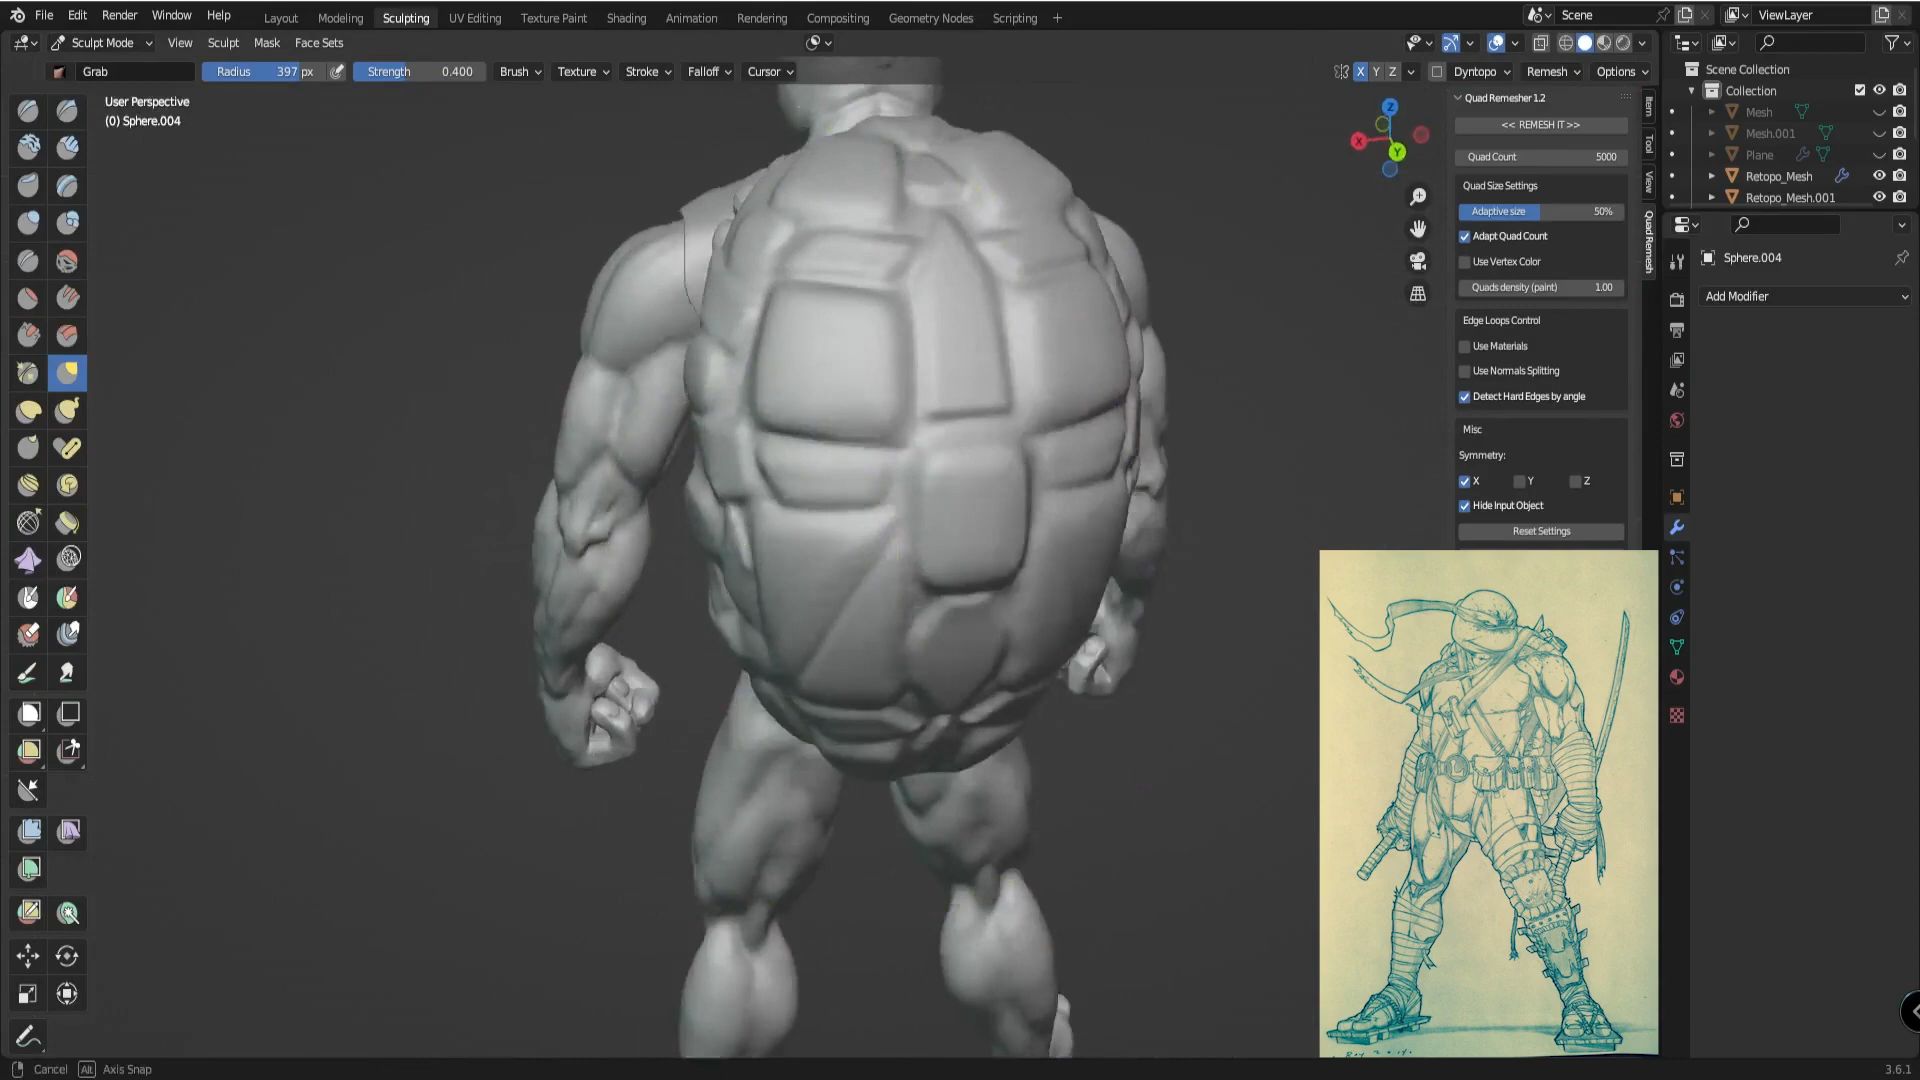 File Edit Render Window Help Layout Modeling Sculpting UV Editing Texture Paint Shading Animation Rendering Compositing Geometry Nodes Scripting + Scene ViewLayer
Sculpt Mode View Sculpt Mask Face Sets
Grab Radius 397 px Strength 0.400 Brush Texture Stroke Falloff Cursor X Y Z Dyntopo Remesh Options
User Perspective
(0) Sphere.004
Z
X
Y
Quad Remesher 1.2
<< REMESH IT >>
Quad Count 5000
Quad Size Settings
Adaptive size 50%
Adapt Quad Count
Use Vertex Color
Quads density (paint) 1.00
Edge Loops Control
Use Materials
Use Normals Splitting
Detect Hard Edges by angle
Misc
Symmetry:
X Y Z
Hide Input Object
Reset Settings
Item
Tool
View
Quad Remesh
Scene Collection
Collection
Mesh
Mesh.001
Plane
Retopo_Mesh
Retopo_Mesh.001
Sphere.004
Add Modifier
Cancel Alt Axis Snap
3.6.1